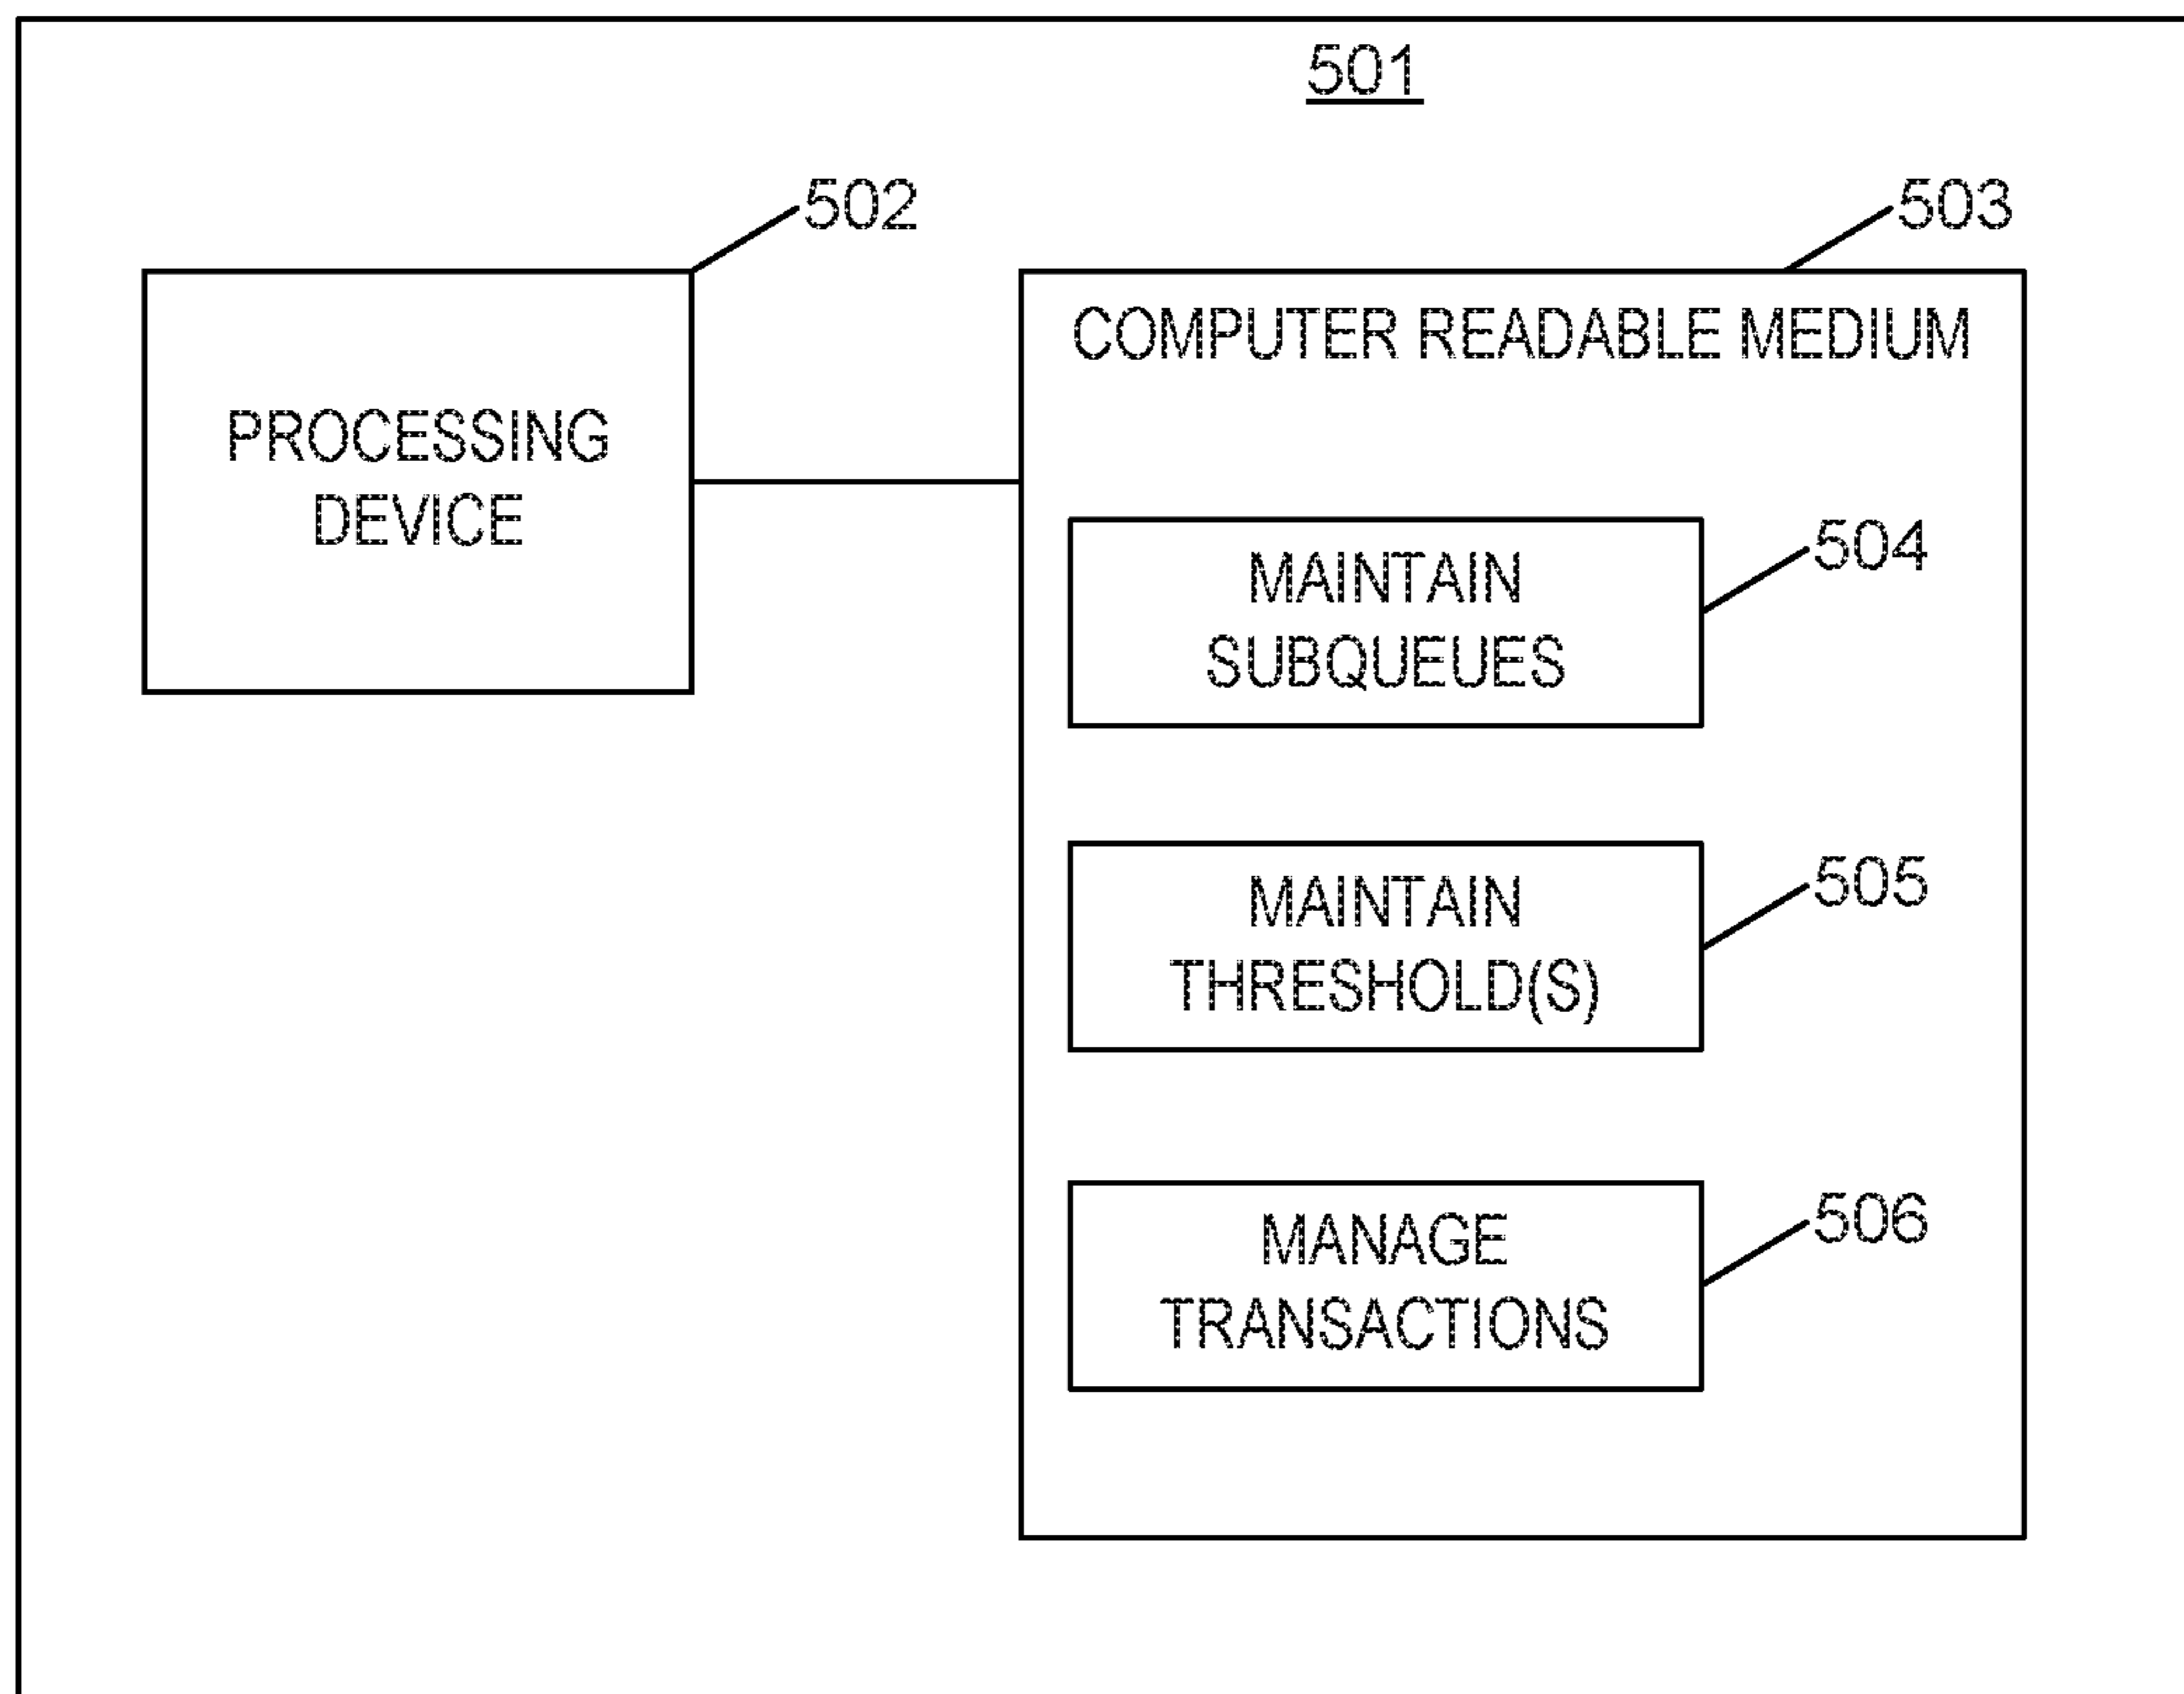 501
502
503
PROCESSING
DEVICE
COMPUTER READABLE MEDIUM
MAINTAIN
SUBQUEUES
504
MAINTAIN
THRESHOLD(S)
505
MANAGE
TRANSACTIONS
506